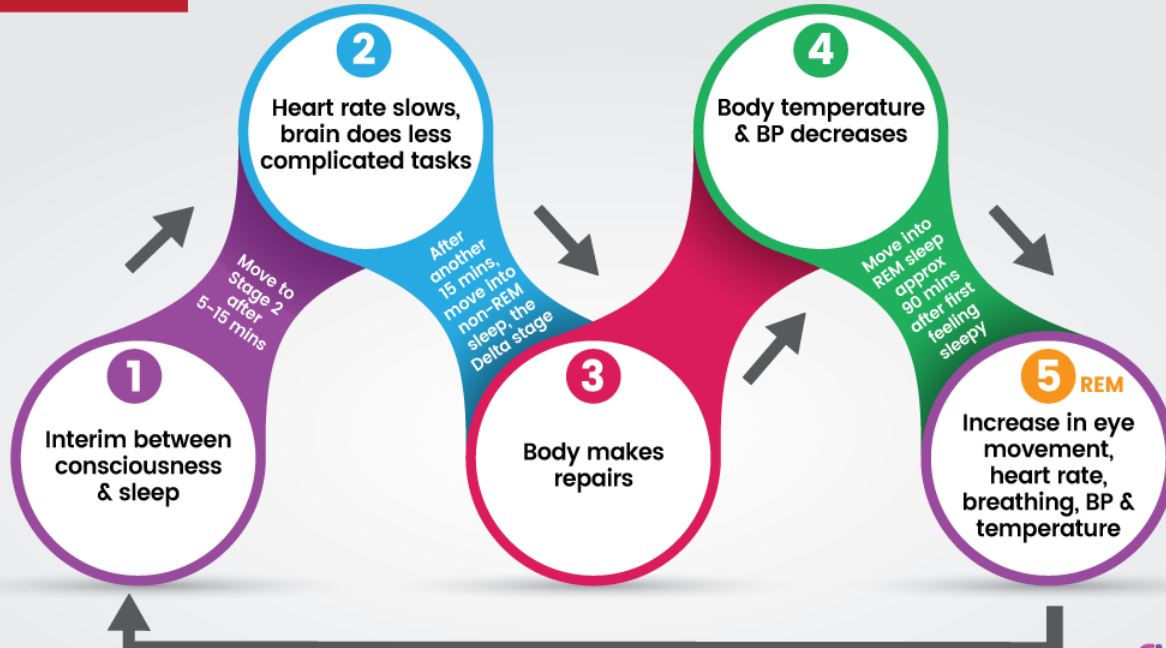 1
Interim between
consciousness
& sleep
Move to
Stage 2
after
5-15 mins
2
Heart rate slows,
brain does less
complicated tasks
After
another
15 mins,
move into
non-REM
sleep, the
Delta stage
3
Body makes
repairs
4
Body temperature
& BP decreases
Move into
REM sleep
approx
90 mins
after first
feeling
sleepy
5 REM
Increase in eye
movement,
heart rate,
breathing, BP &
temperature